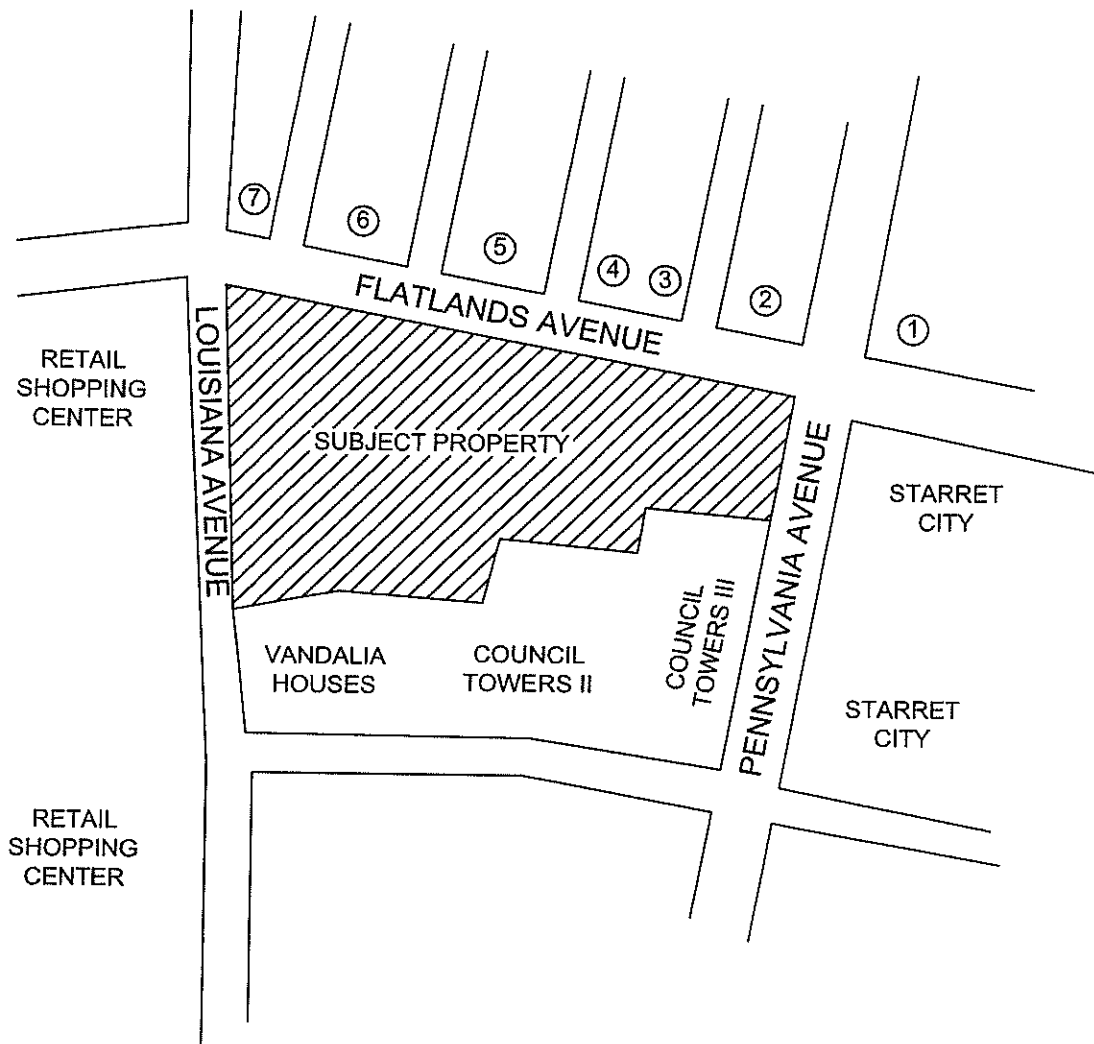 7
6
5
4
3
2
1
FLATLANDS AVENUE
LOUISIANA AVENUE
RETAIL
SHOPPING
CENTER
SUBJECT PROPERTY
PENNSYLVANIA AVENUE
STARRET
CITY
VANDALIA
HOUSES
COUNCIL
TOWERS II
COUNCIL
TOWERS III
STARRET
CITY
RETAIL
SHOPPING
CENTER